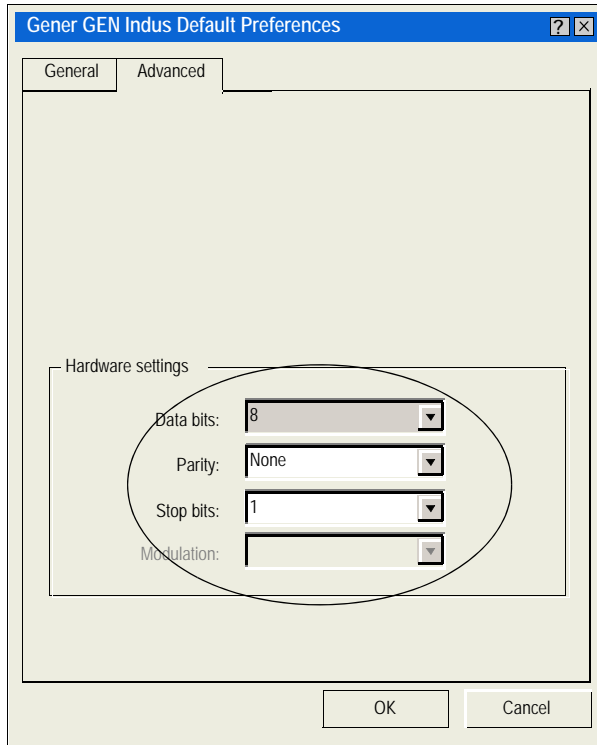 Gener GEN Indus Default Preferences
General
Advanced
Hardware settings
Data bits: 8
Parity: None
Stop bits: 1
Modulation:
OK
Cancel